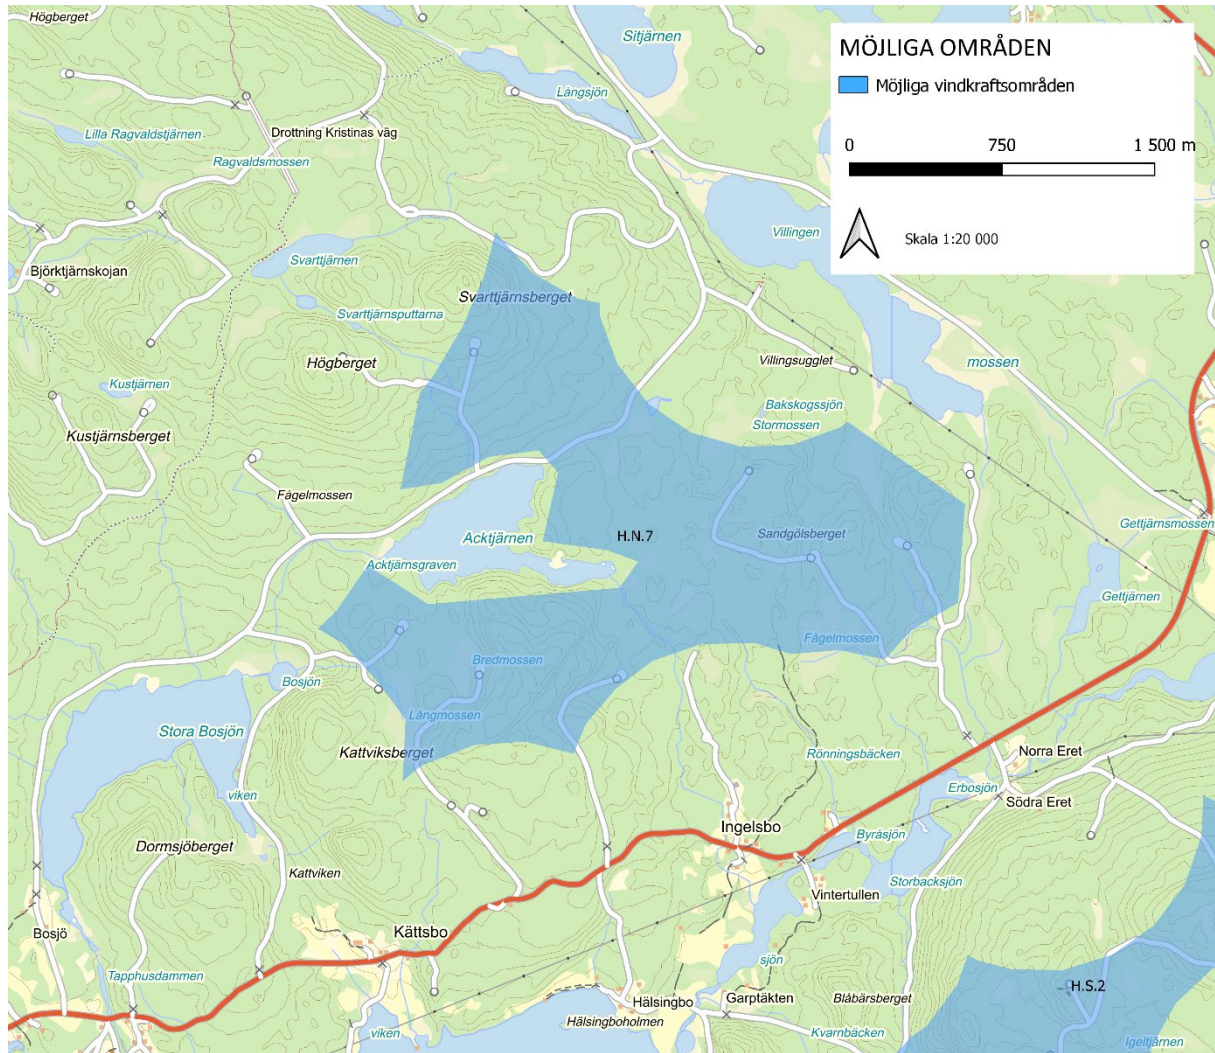 Högberget
Sitjärnen
MÖJLIGA OMRÅDEN
Möjliga vindkraftsområden
0 750 1 500 m
Skala 1:20 000
Långsjön
Lilla Ragvaldstjärnen
Drottning Kristinas väg
Ragvaldsmossen
Villingen
Svarttjärnen
Björktjärnskojan
Svarttjärnsberget
Svarttjärnsputtarna
Högberget
Villingsugglet
mossen
Kustjärnen
Bakskogssjön
Stormossen
Kustjärnsberget
Fågelmossen
Gettjärnsmossen
Acktjärnen
H.N.7
Sandgölsberget
Acktjärnsgraven
Gettjärnen
Fågelmossen
Bredmossen
Bosjön
Långmossen
Stora Bosjön
Kattviksberget
Rönningsbäcken
Norra Eret
viken
Erbosjön
Södra Eret
Ingelsbo
Byråsjön
Dormsjöberget
Kattviken
Storbacksjön
Vintertullen
Bosjö
Kättsbo
sjön
Tapphusdammen
H.S.2
Hälsingbo
Garptäkten
Blåbärsberget
Hälsingboholmen
viken
Kvarnbäcken
Igeltjärnen